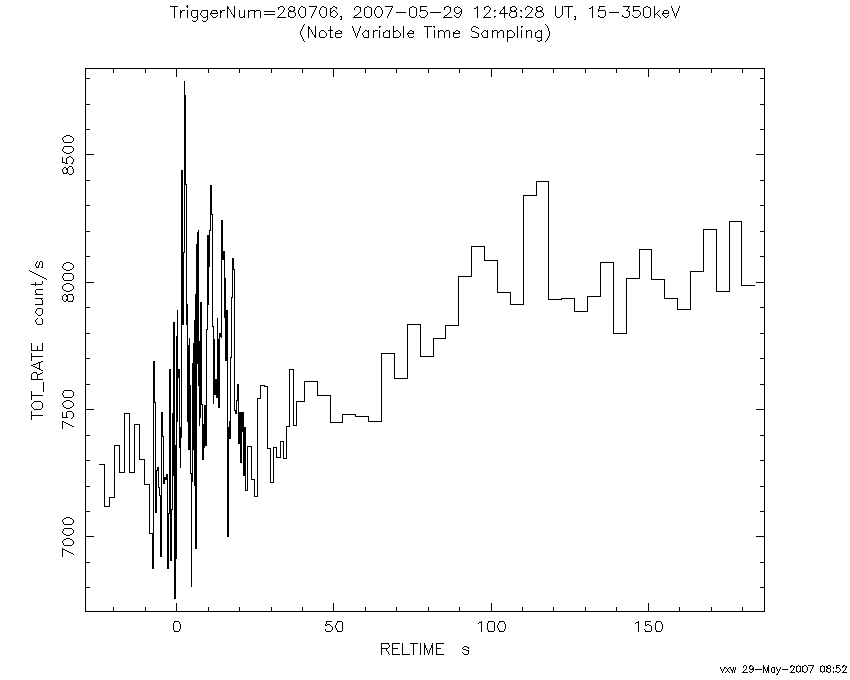 TriggerNum=280706, 2007-05-29 12:48:28 UT, 15-350keV
(Note Variable Time Sampling)
TOT_RATE count/s
8500
8000
7500
7000
0 50 100 150
RELTIME s
vxw 29-May-2007 08:52